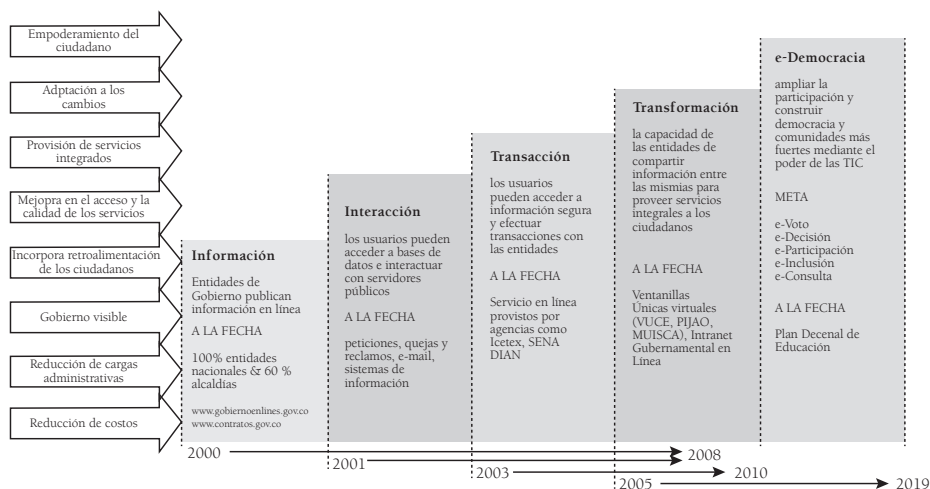 Empoderamiento del
ciudadano
Adptación a los
cambios
Provisión de servicios
integrados
Mejopra en el acceso y la
calidad de los servicios
Incorpora retroalimentación
de los ciudadanos
Gobierno visible
Reducción de cargas
administrativas
Reducción de costos
Información
Entidades de
Gobierno publican
información en línea
A LA FECHA
100% entidades
nacionales & 60 %
alcaldías
www.gobiernoenlines.gov.co
www.contratos.gov.co
Interacción
los usuarios pueden
acceder a bases de
datos e interactuar
con servidores
públicos
A LA FECHA
peticiones, quejas y
reclamos, e-mail,
sistemas de
información
Transacción
los usuarios
pueden acceder a
información segura
y efectuar
transacciones con
las entidades
A LA FECHA
Servicio en línea
provistos por
agencias como
Icetex, SENA
DIAN
Transformación
la capacidad de
las entidades de
compartir
información entre
las mismias para
proveer servicios
integrales a los
ciudadanos
A LA FECHA
Ventanillas
Únicas virtuales
(VUCE, PIJAO,
MUISCA), Intranet
Gubernamental en
Línea
e-Democracia
ampliar la
participación y
construir
democracia y
comunidades más
fuertes mediante el
poder de las TIC
META
e-Voto
e-Decisión
e-Participación
e-Inclusión
e-Consulta
A LA FECHA
Plan Decenal de
Educación
2000
2008
2001
2003
2010
2005
2019